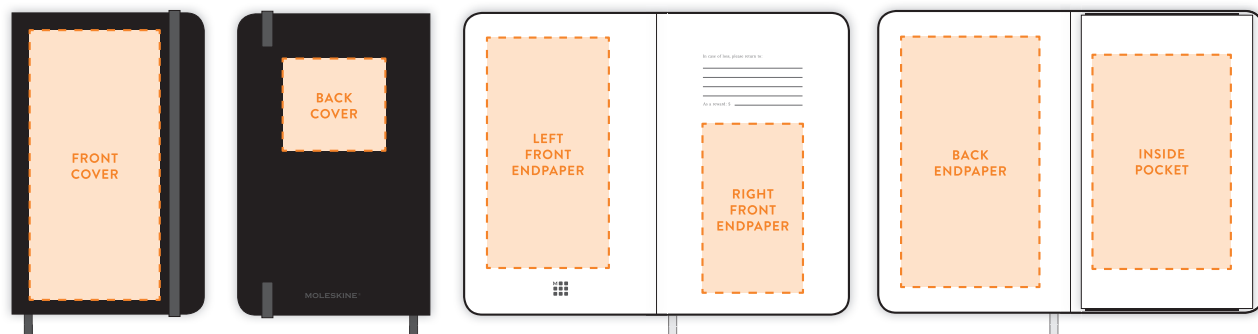 FRONT
COVER
BACK
COVER
MOLESKINE®
LEFT
FRONT
ENDPAPER
M
In case of loss, please return to:
As a reward: $
RIGHT
FRONT
ENDPAPER
BACK
ENDPAPER
INSIDE
POCKET